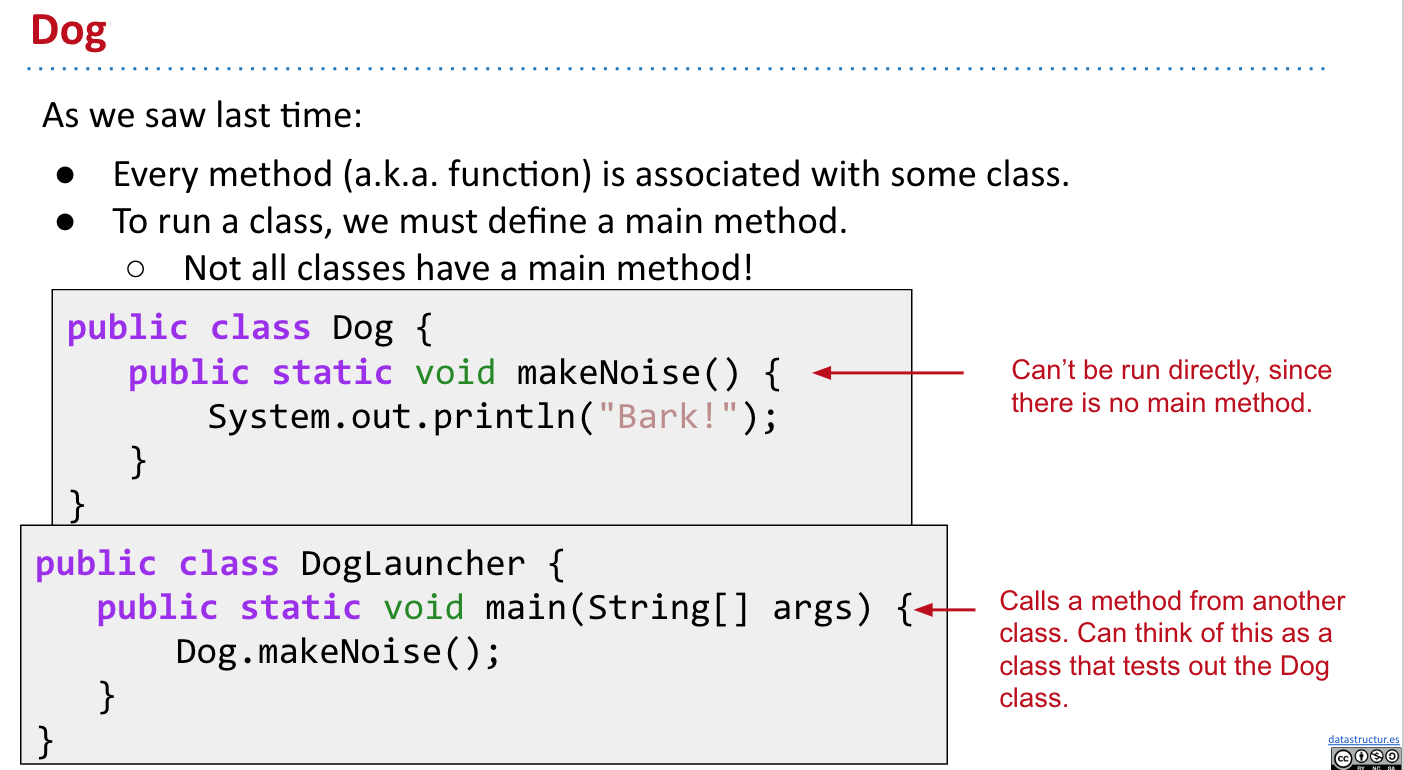 Dog
As we saw last time:
● Every method (a.k.a. function) is associated with some class.
● To run a class, we must define a main method.
○ Not all classes have a main method!
public class Dog {
public static void makeNoise() {
System.out.println("Bark!");
}
}
Can’t be run directly, since
there is no main method.
public class DogLauncher {
public static void main(String[] args) {
Dog.makeNoise();
}
}
Calls a method from another
class. Can think of this as a
class that tests out the Dog
class.
datastructur.es
cc
BY NC SA